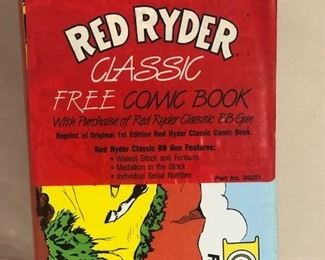 RED RYDER
CLASSIC
FREE COMIC BOOK
With Purchase of Red Ryder Classic BB Gun
Reprint of Original 1st Edition Red Ryder Classic Comic Book.
Red Ryder Classic BB Gun Features:
• Walnut Stock and Forearm
• Medallion in the Stock
• Individual Serial Number
Part No. 96291